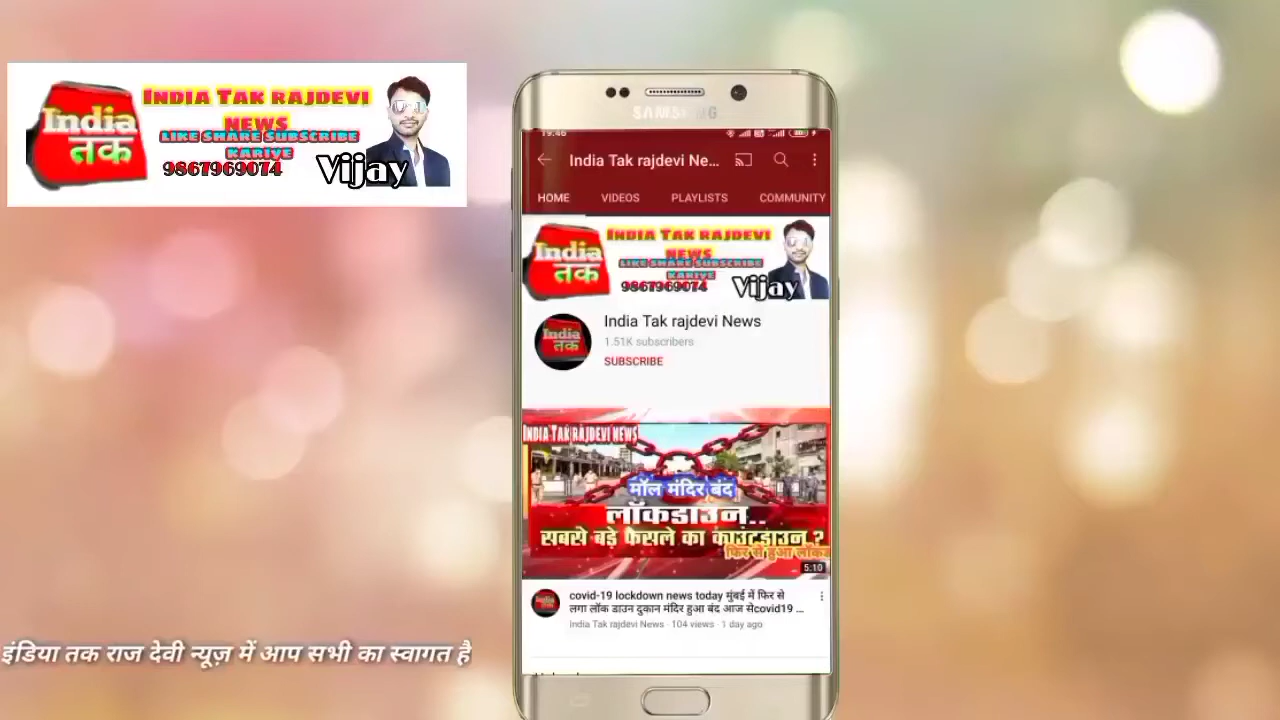 India
तक
INDIA TAK RAJDEVI
NEWS
LIKE SHARE SUBSCRIBE
KARIYE
9867969074
Vijay
SAMSUNG
19:46
India Tak rajdevi Ne...
HOME
VIDEOS
PLAYLISTS
COMMUNITY
India
तक
INDIA TAK RAJDEVI
NEWS
LIKE SHARE SUBSCRIBE
KARIYE
9867969074
Vijay
India
तक
India Tak rajdevi News
1.51K subscribers
SUBSCRIBE
INDIA TAK RAJDEVI NEWS
मॉल मंदिर बंद
लॉकडाउन..
सबसे बड़े फैसले का काउंटडाउन ?
फिर से हुआ लॉक
5:10
covid-19 lockdown news today मुंबई में फिर से
लगा लॉक डाउन दुकान मंदिर हुआ बंद आज सेcovid19 ...
India Tak rajdevi News · 104 views · 1 day ago
इंडिया तक राज देवी न्यूज़ में आप सभी का स्वागत है